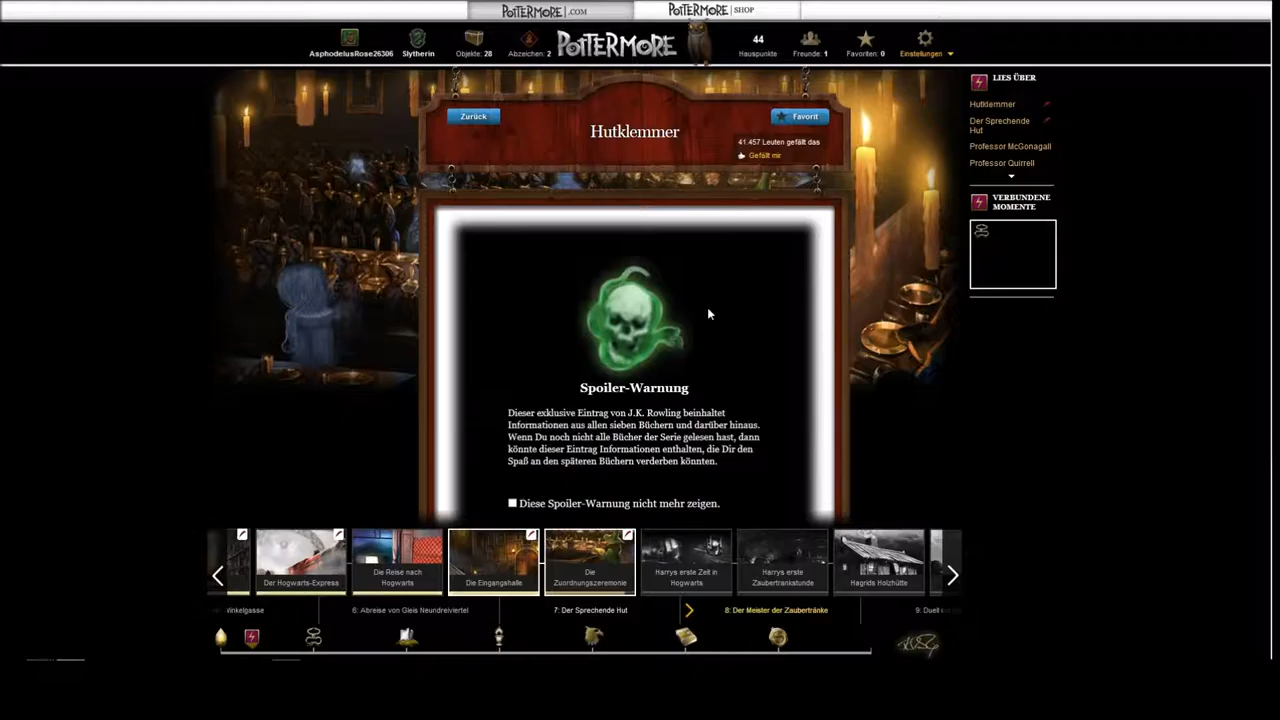 POTTERMORE .COM
POTTERMORE SHOP
AsphodelusRose26306
Slytherin
Objekte: 28
Abzeichen: 2
POTTERMORE
44
Hauspunkte
Freunde: 1
Favoriten: 0
Einstellungen
Zurück
Hutklemmer
Favorit
41.457 Leuten gefällt das
Gefällt mir
LIES ÜBER
Hutklemmer
Der Sprechende
Hut
Professor McGonagall
Professor Quirrell
VERBUNDENE
MOMENTE
Spoiler-Warnung
Dieser exklusive Eintrag von J.K. Rowling beinhaltet
Informationen aus allen sieben Büchern und darüber hinaus.
Wenn Du noch nicht alle Bücher der Serie gelesen hast, dann
könnte dieser Eintrag Informationen enthalten, die Dir den
Spaß an den späteren Büchern verderben könnten.
Diese Spoiler-Warnung nicht mehr zeigen.
Der Hogwarts-Express
Die Reise nach
Hogwarts
Die Eingangshalle
Die
Zuordnungszeremonie
Harrys erste Zeit in
Hogwarts
Harrys erste
Zaubertrankstunde
Hagrids Holzhütte
6: Abreise von Gleis Neundreiviertel
7: Der Sprechende Hut
8: Der Meister der Zaubertränke
9: Duell